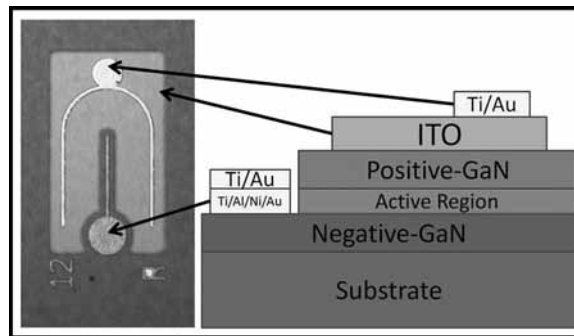 Ti/Au
ITO
Positive-GaN
Ti/Au
Ti/Al/Ni/Au
Active Region
Negative-GaN
Substrate
12
R